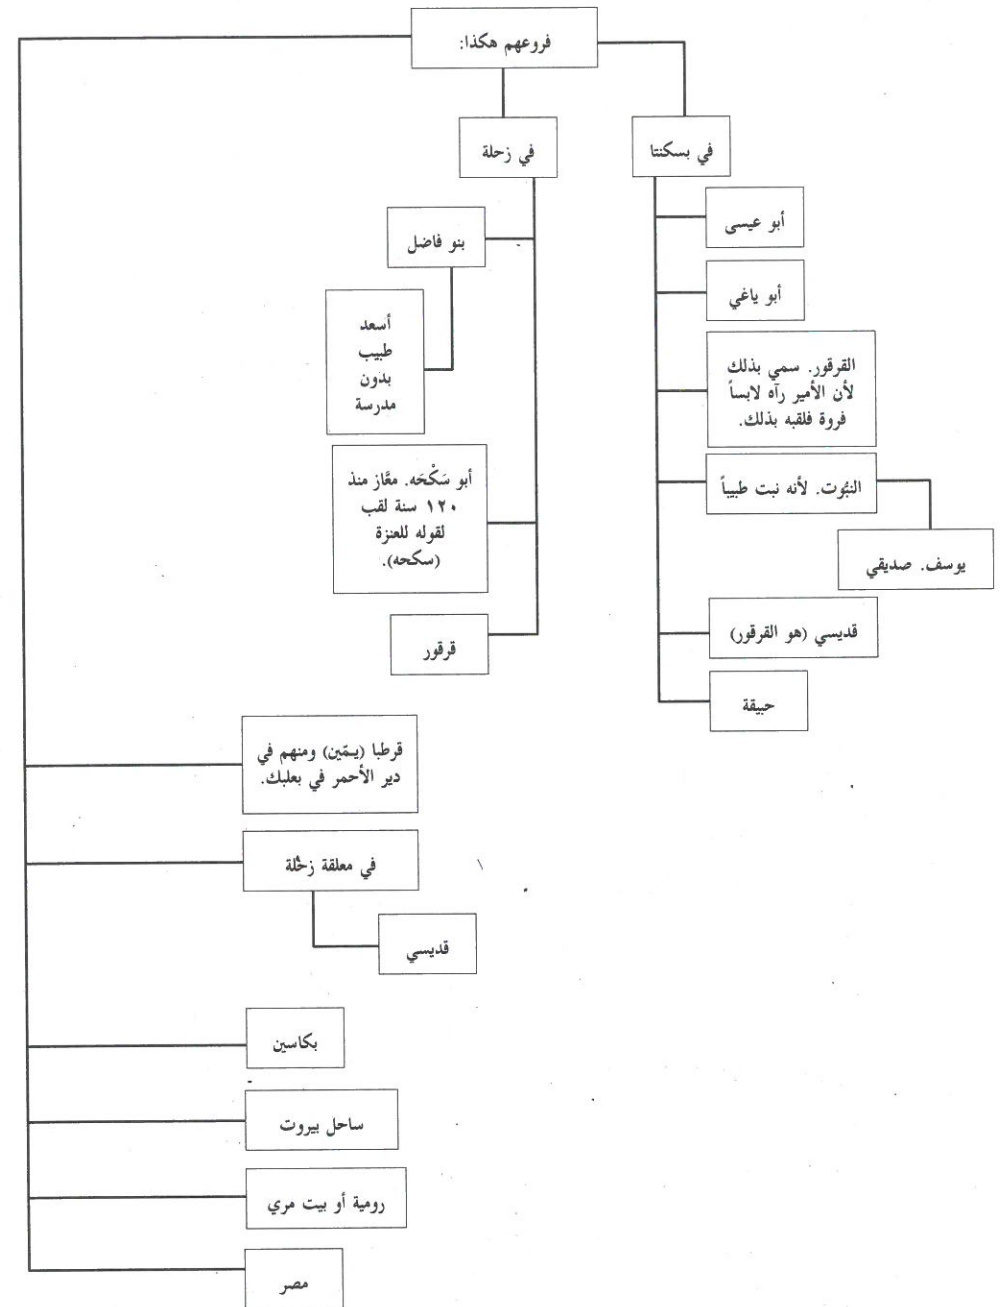 فروعهم هكذا:
في بسكنتا
أبو عيسى
أبو ياغي
القرقور. سمي بذلك
لأن الأمير رآه لابساً
فروة فلقبه بذلك.
النبُوت. لأنه نبت طبيباً
يوسف. صديقي
قديسي (هو القرقور)
حبيقة
في زحلة
بنو فاضل
أسعد
طبيب
بدون
مدرسة
أبو سَكْحَه. معَّاز منذ
١٢٠ سنة لقب
لقوله للعنزة
(سكحه).
قرقور
قرطبا (يـمّين) ومنهم في
دير الأحمر في بعلبك.
في معلقة زحُلة
قديسي
بكاسين
ساحل بيروت
رومية أو بيت مري
مصر